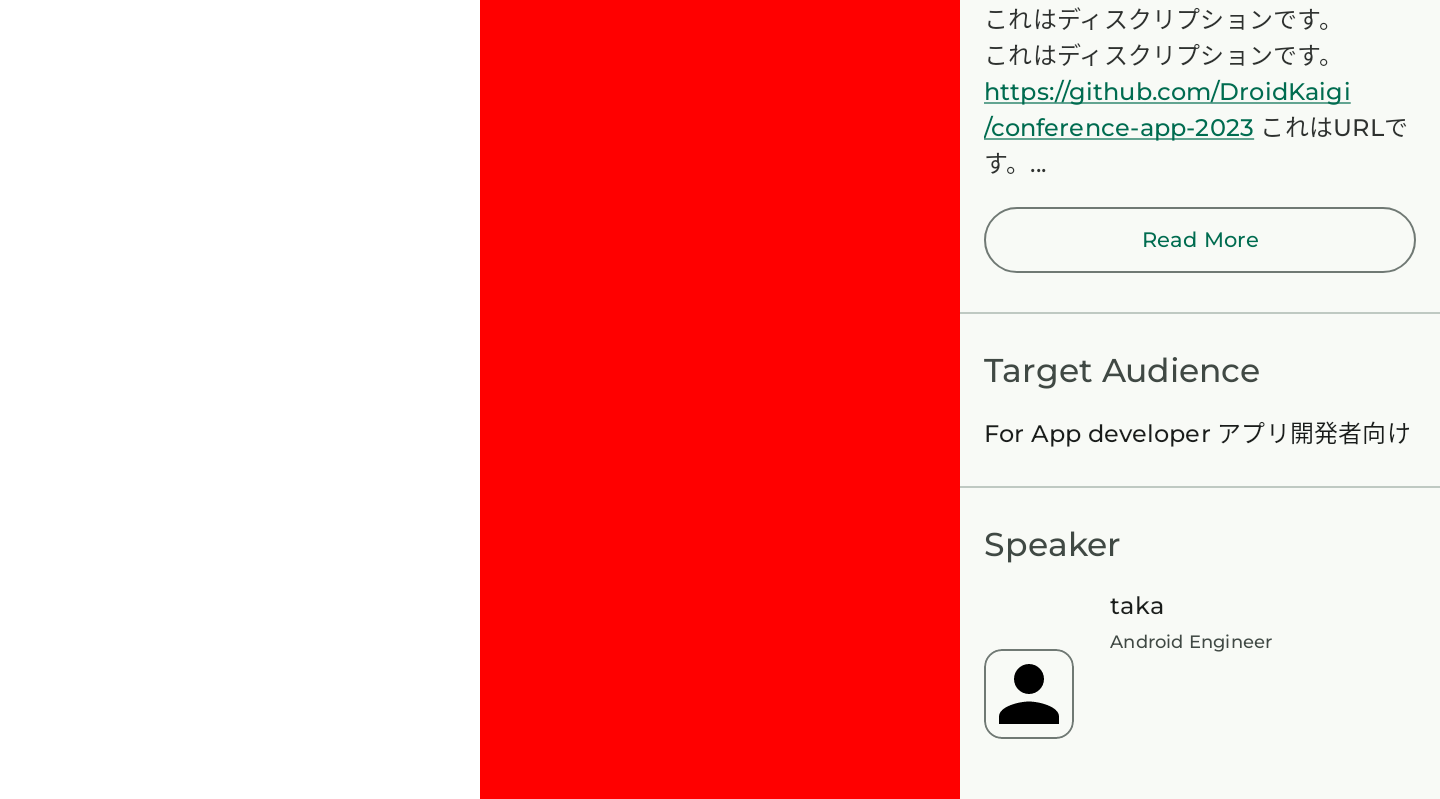 これはディスクリプションです。
これはディスクリプションです。
https://github.com/DroidKaigi
/conference-app-2023 これはURLで
す。...
Read More
Target Audience
For App developer アプリ開発者向け
Speaker
taka
Android Engineer